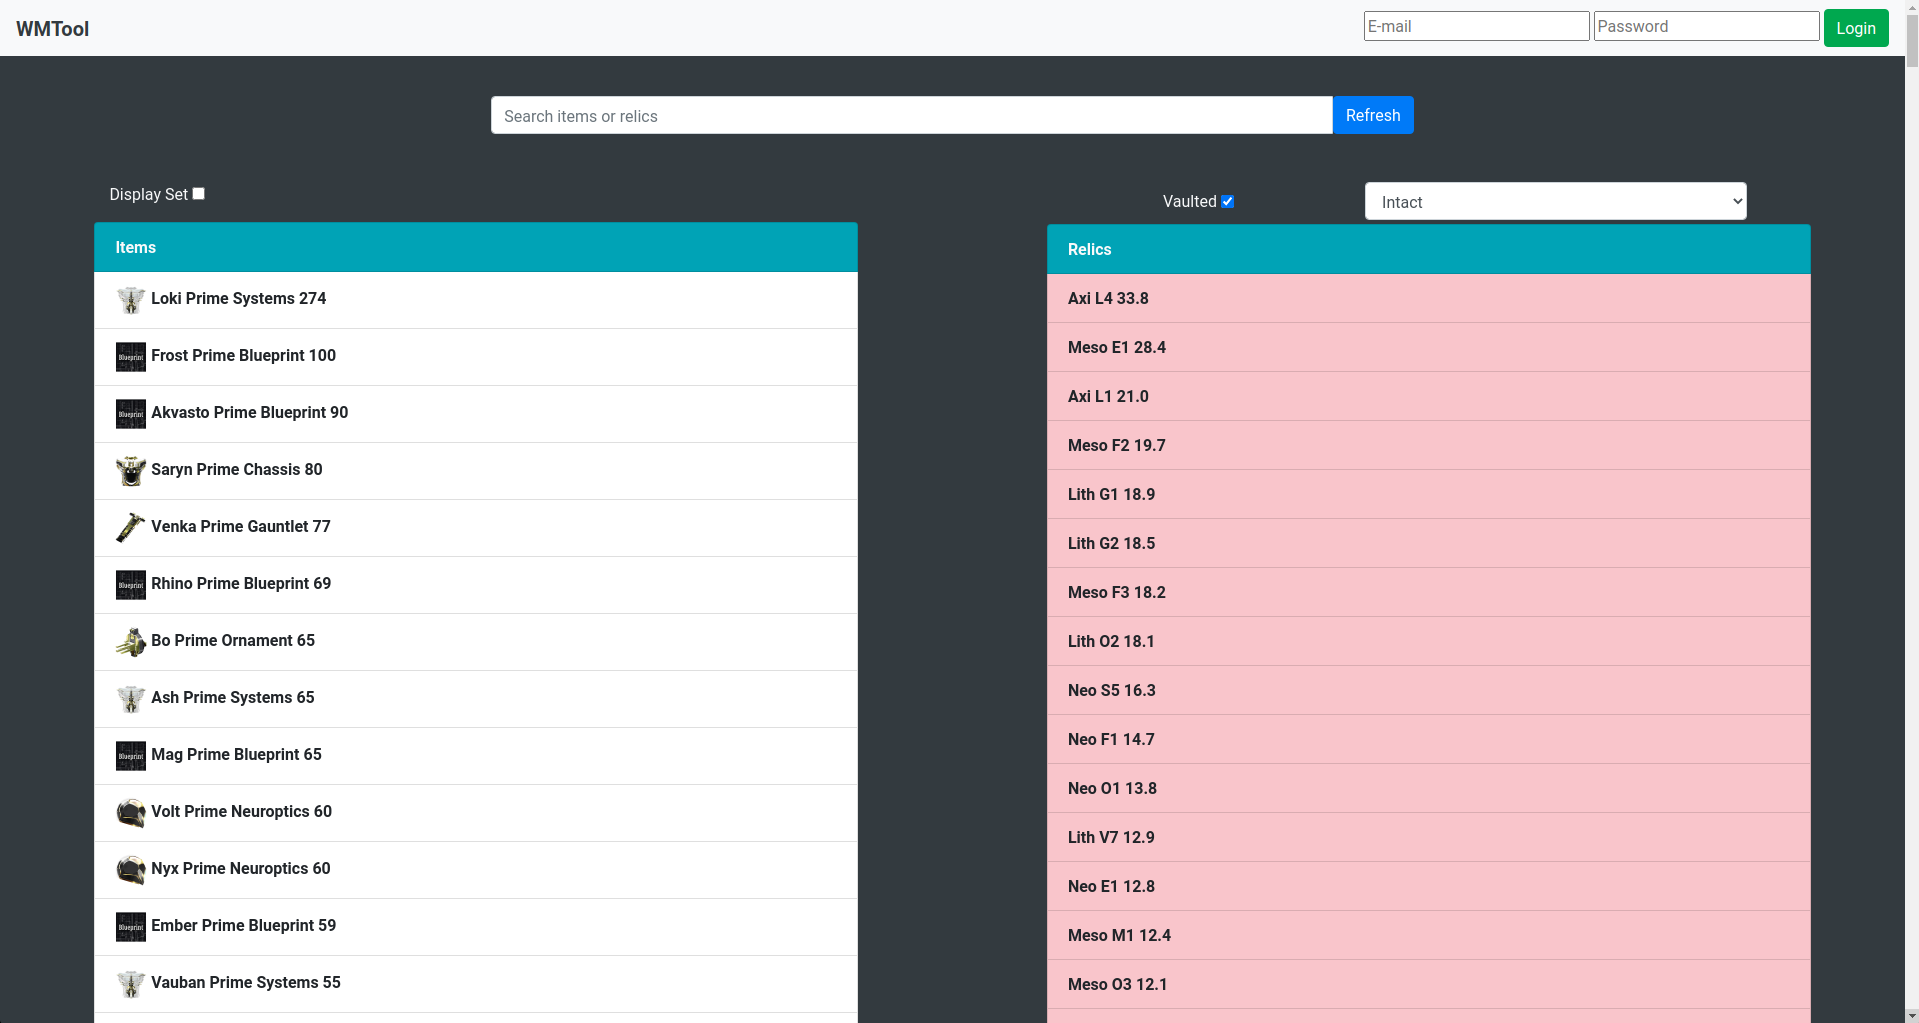 WMTool
E-mail
Password
Login
Search items or relics
Refresh
Display Set
Vaulted
Intact
Items
Loki Prime Systems 274
Blueprint
Frost Prime Blueprint 100
Blueprint
Akvasto Prime Blueprint 90
Saryn Prime Chassis 80
Venka Prime Gauntlet 77
Blueprint
Rhino Prime Blueprint 69
Bo Prime Ornament 65
Ash Prime Systems 65
Blueprint
Mag Prime Blueprint 65
Volt Prime Neuroptics 60
Nyx Prime Neuroptics 60
Blueprint
Ember Prime Blueprint 59
Vauban Prime Systems 55
Relics
Axi L4 33.8
Meso E1 28.4
Axi L1 21.0
Meso F2 19.7
Lith G1 18.9
Lith G2 18.5
Meso F3 18.2
Lith O2 18.1
Neo S5 16.3
Neo F1 14.7
Neo O1 13.8
Lith V7 12.9
Neo E1 12.8
Meso M1 12.4
Meso O3 12.1